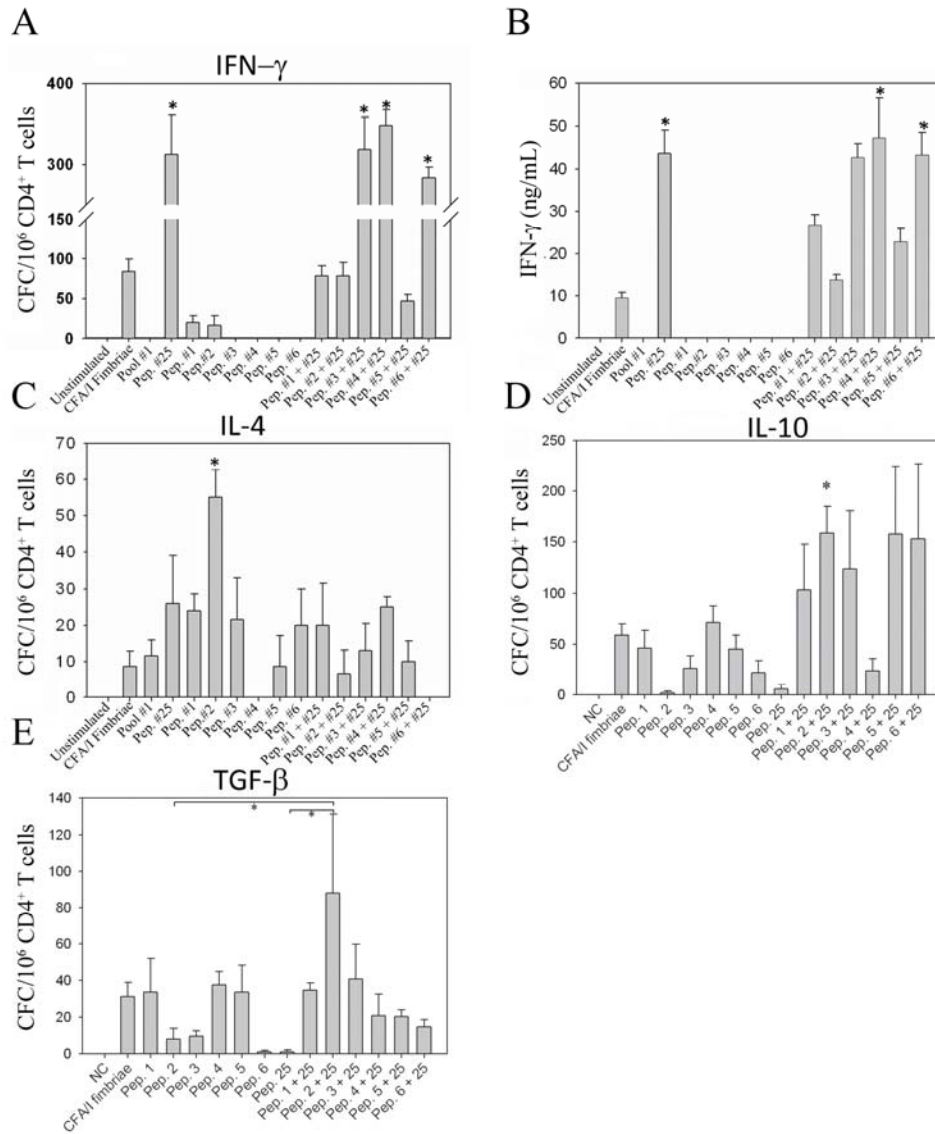 A
IFN–γ
CFC/10⁶ CD4⁺ T cells
400
300
150
100
50
0
*
*
*
*
Unstimulated
CFA/I Fimbriae
Pool #1
Pep. #25
Pep. #1
Pep.#2
Pep. #3
Pep. #4
Pep. #5
Pep. #6
#1 + #25
Pep. #2 + #25
Pep. #3 + #25
Pep. #4 + #25
Pep. #5 + #25
Pep. #6 + #25
B
IFN-γ (ng/mL)
60
50
40
30
20
10
0
*
*
*
Unstimulated
CFA/I Fimbriae
Pool #1
Pep. #25
Pep. #1
Pep.#2
Pep. #3
Pep. #4
Pep. #5
Pep. #6
#1 + #25
Pep. #2 + #25
Pep. #3 + #25
Pep. #4 + #25
Pep. #5 + #25
Pep. #6 + #25
C
IL-4
CFC/10⁶ CD4⁺ T cells
70
60
50
40
30
20
10
0
*
Unstimulated
CFA/I Fimbriae
Pool #1
Pep. #25
Pep. #1
Pep.#2
Pep. #3
Pep. #4
Pep. #5
Pep. #6
Pep. #1 + #25
Pep. #2 + #25
Pep. #3 + #25
Pep. #4 + #25
Pep. #5 + #25
Pep. #6 + #25
D
IL-10
CFC/10⁶ CD4⁺ T cells
250
200
150
100
50
0
*
NC
CFA/I fimbriae
Pep. 1
Pep. 2
Pep. 3
Pep. 4
Pep. 5
Pep. 6
Pep. 25
Pep. 1 + 25
Pep. 2 + 25
Pep. 3 + 25
Pep. 4 + 25
Pep. 5 + 25
Pep. 6 + 25
E
TGF-β
CFC/10⁶ CD4⁺ T cells
140
120
100
80
60
40
20
0
*
*
NC
CFA/I fimbriae
Pep. 1
Pep. 2
Pep. 3
Pep. 4
Pep. 5
Pep. 6
Pep. 25
Pep. 1 + 25
Pep. 2 + 25
Pep. 3 + 25
Pep. 4 + 25
Pep. 5 + 25
Pep. 6 + 25